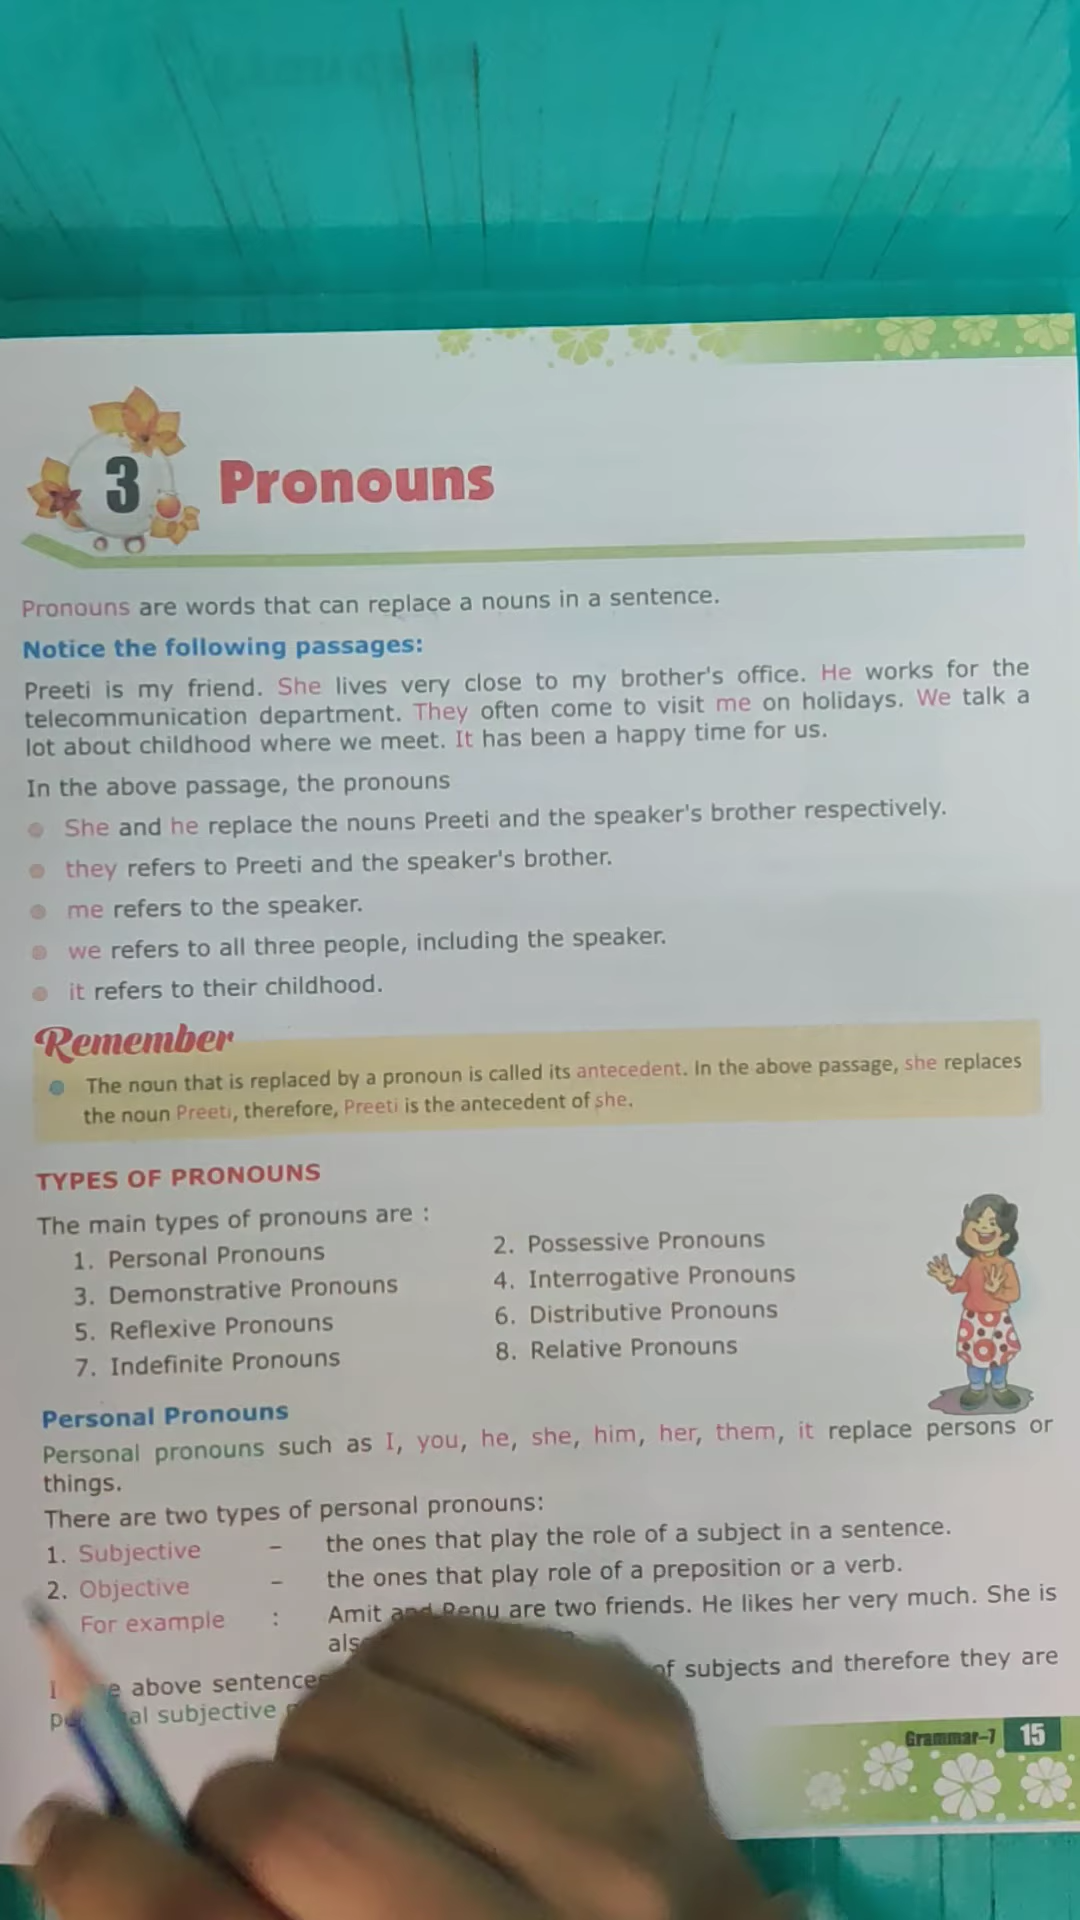 3 Pronouns
Pronouns are words that can replace a nouns in a sentence.
Notice the following passages:
Preeti is my friend. She lives very close to my brother's office. He works for the
telecommunication department. They often come to visit me on holidays. We talk a
lot about childhood where we meet. It has been a happy time for us.
In the above passage, the pronouns
She and he replace the nouns Preeti and the speaker's brother respectively.
they refers to Preeti and the speaker's brother.
me refers to the speaker.
we refers to all three people, including the speaker.
it refers to their childhood.
Remember
The noun that is replaced by a pronoun is called its antecedent. In the above passage, she replaces
the noun Preeti, therefore, Preeti is the antecedent of she.
TYPES OF PRONOUNS
The main types of pronouns are :
1. Personal Pronouns 2. Possessive Pronouns
3. Demonstrative Pronouns 4. Interrogative Pronouns
5. Reflexive Pronouns 6. Distributive Pronouns
7. Indefinite Pronouns 8. Relative Pronouns
Personal Pronouns
Personal pronouns such as I, you, he, she, him, her, them, it replace persons or
things.
There are two types of personal pronouns:
1. Subjective – the ones that play the role of a subject in a sentence.
2. Objective – the ones that play role of a preposition or a verb.
For example : Amit and Renu are two friends. He likes her very much. She is
above sentences of subjects and therefore they are
subjective
Grammar–7 15